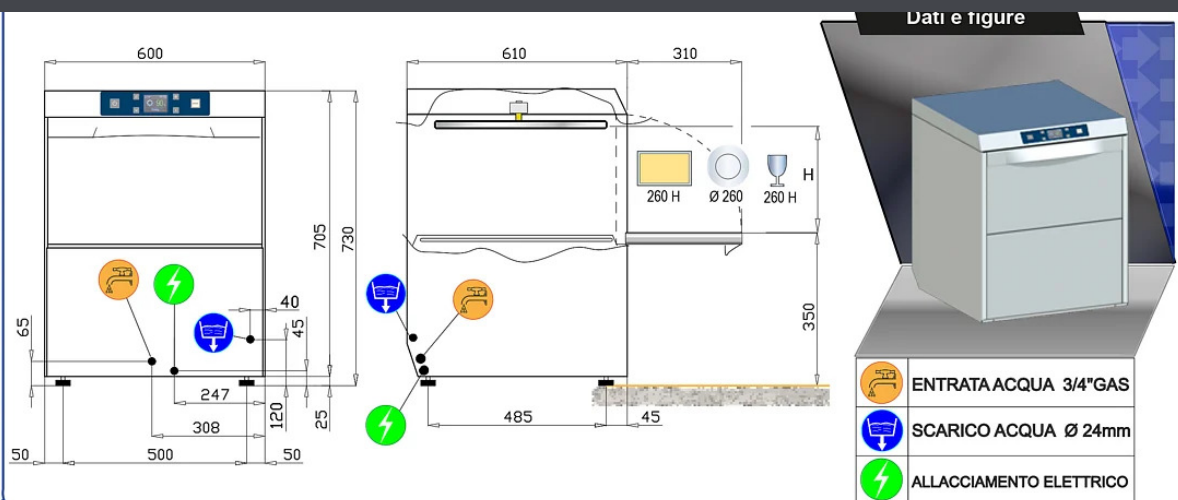 Dati e figure
600
610
310
260 H
Ø 260
260 H
H
705
730
350
65
40
45
247
120
25
308
50
500
50
485
45
ENTRATA ACQUA 3/4"GAS
SCARICO ACQUA Ø 24mm
ALLACCIAMENTO ELETTRICO